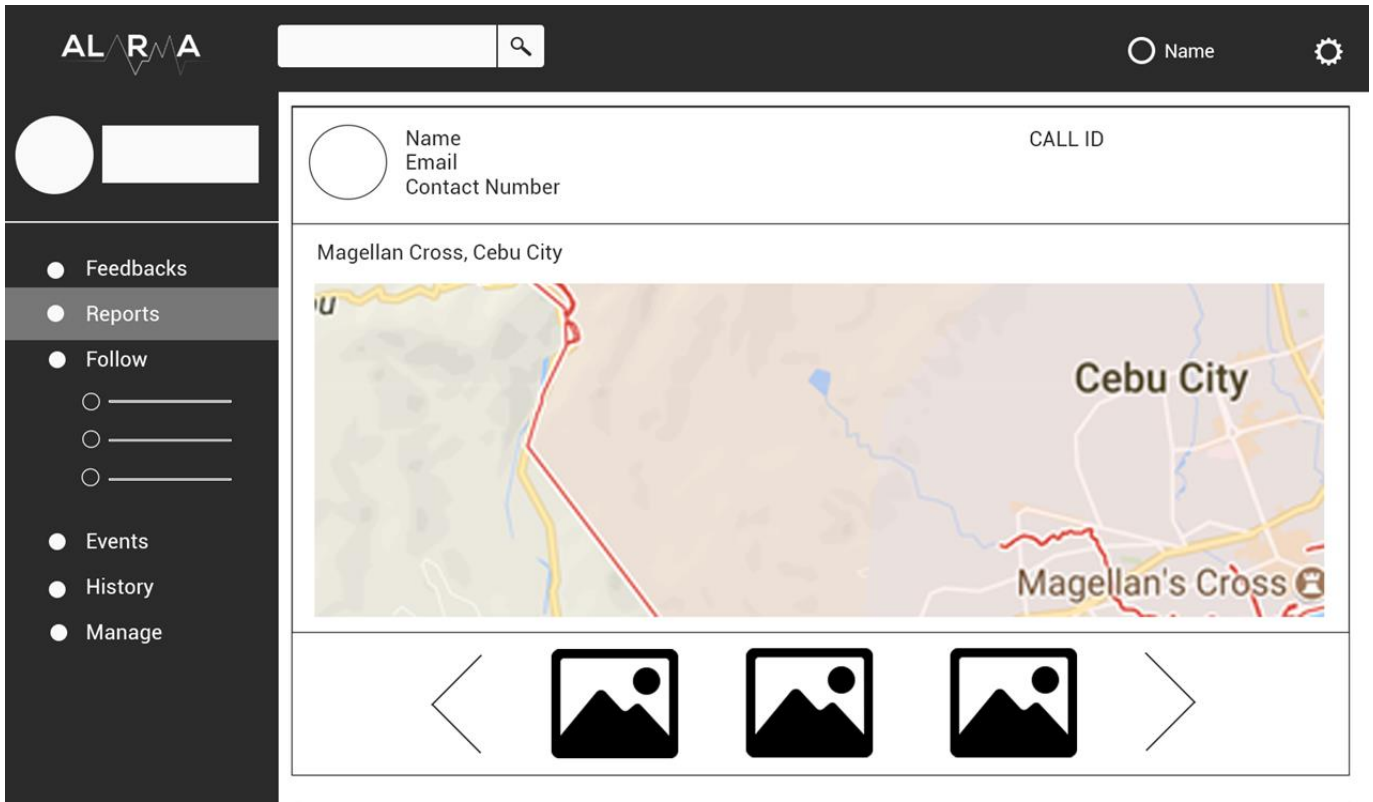 ALARMA
Name
Name
Email
Contact Number
CALL ID
Feedbacks
Reports
Follow
Events
History
Manage
Magellan Cross, Cebu City
u
Cebu City
Magellan's Cross